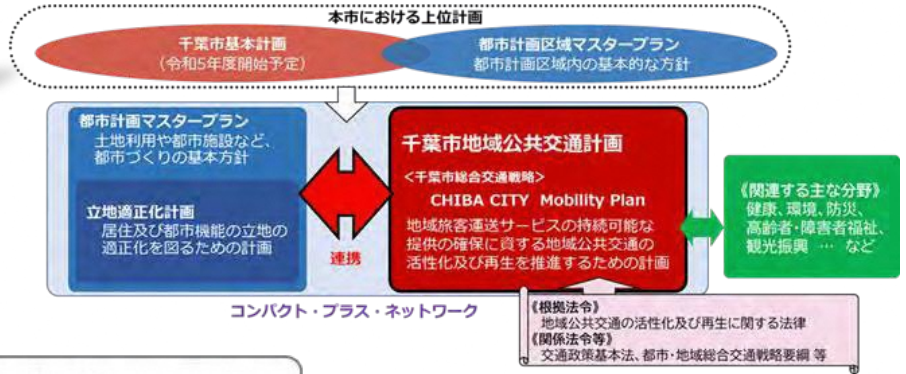 本市における上位計画
千葉市基本計画
（令和5年度開始予定）
都市計画区域マスタープラン
都市計画区域内の基本的な方針
都市計画マスタープラン
土地利用や都市施設など、
都市づくりの基本方針
立地適正化計画
居住及び都市機能の立地の
適正化を図るための計画
連携
千葉市地域公共交通計画
＜千葉市総合交通戦略＞
CHIBA CITY Mobility Plan
地域旅客運送サービスの持続可能な
提供の確保に資する地域公共交通の
活性化及び再生を推進するための計画
《関連する主な分野》
健康、環境、防災、
高齢者・障害者福祉、
観光振興 … など
コンパクト・プラス・ネットワーク
《根拠法令》
地域公共交通の活性化及び再生に関する法律
《関係法令等》
交通政策基本法、都市・地域総合交通戦略要綱 等